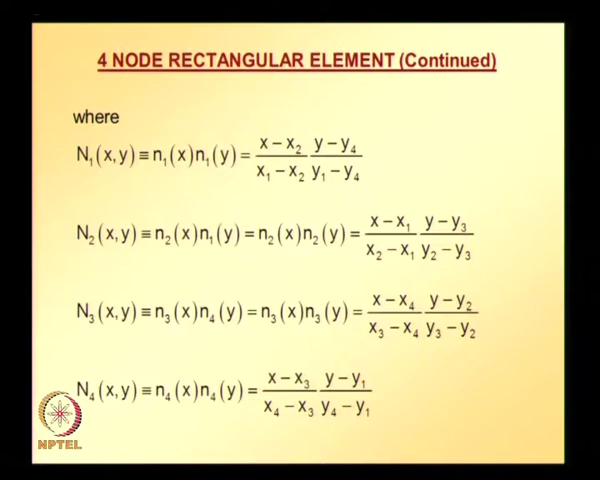 4 NODE RECTANGULAR ELEMENT (Continued)
where
N₁(x,y) ≡ n₁(x)n₁(y) = (x − x₂)/(x₁ − x₂) (y − y₄)/(y₁ − y₄)
N₂(x,y) ≡ n₂(x)n₁(y) = n₂(x)n₂(y) = (x − x₁)/(x₂ − x₁) (y − y₃)/(y₂ − y₃)
N₃(x,y) ≡ n₃(x)n₄(y) = n₃(x)n₃(y) = (x − x₄)/(x₃ − x₄) (y − y₂)/(y₃ − y₂)
N₄(x,y) ≡ n₄(x)n₄(y) = (x − x₃)/(x₄ − x₃) (y − y₁)/(y₄ − y₁)
NPTEL